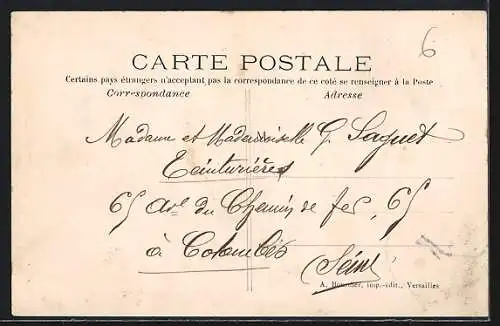 6
CARTE POSTALE
Certains pays étrangers n'acceptant pas la correspondance de ce coté se renseigner à la Poste
Correspondance Adresse
Madame et Mademoiselle G. Saquet
Teinturières
65 Av. du Chemin de fer, 65
à Colombes
(Seine)
A. Bourdier, imp.-édit., Versailles